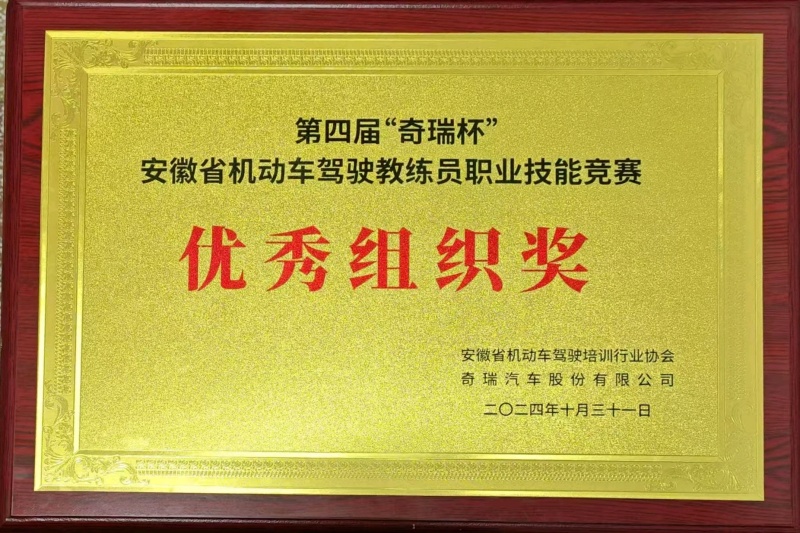 第四届“奇瑞杯”
安徽省机动车驾驶教练员职业技能竞赛
优秀组织奖
安徽省机动车驾驶培训行业协会
奇瑞汽车股份有限公司
二〇二四年十月三十一日